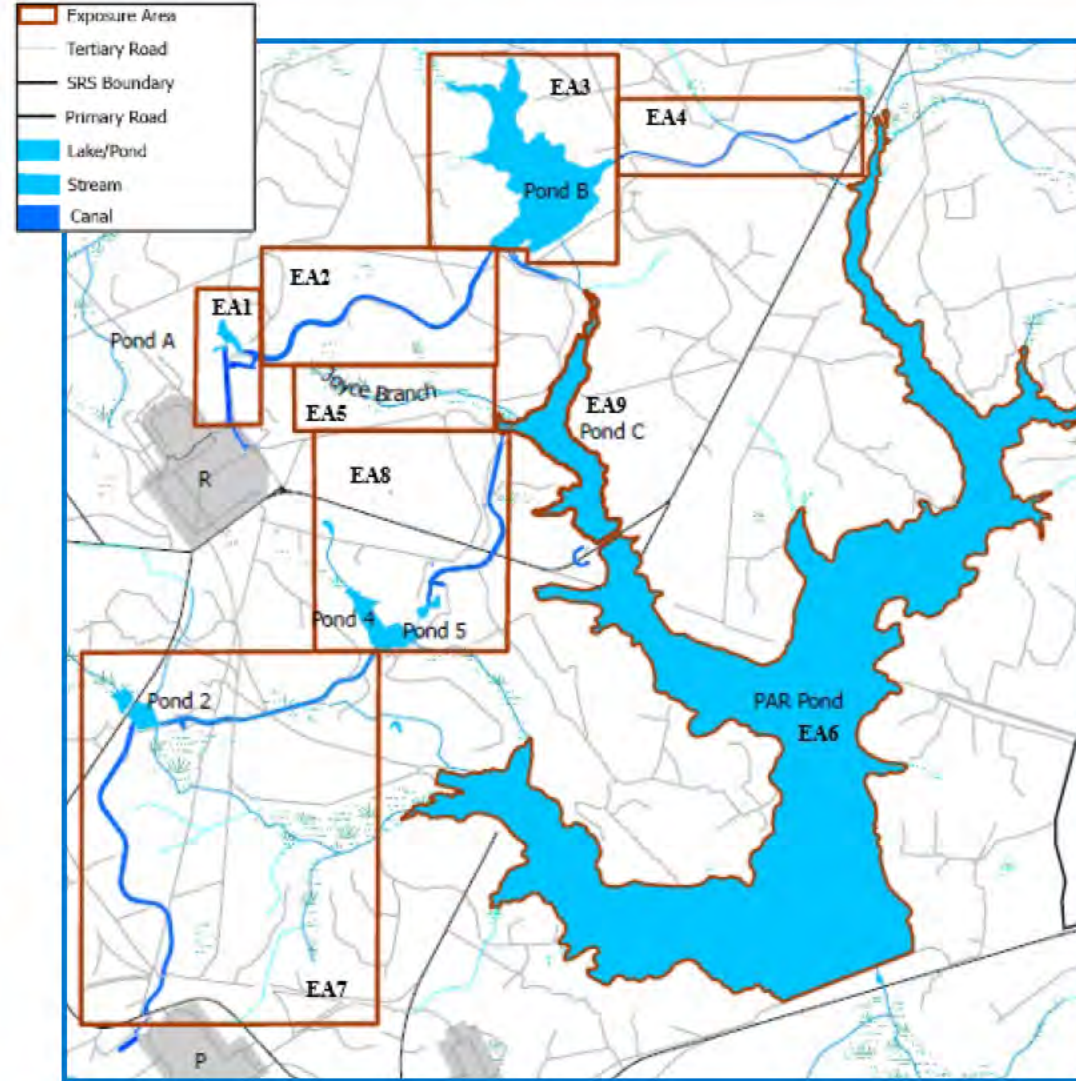 Exposure Area
Tertiary Road
SRS Boundary
Primary Road
Lake/Pond
Stream
Canal
EA3
EA4
Pond B
EA2
EA1
Pond A
Joyce Branch
EA5
EA9
Pond C
EA8
R
Pond 4
Pond 5
Pond 2
PAR Pond
EA6
EA7
P